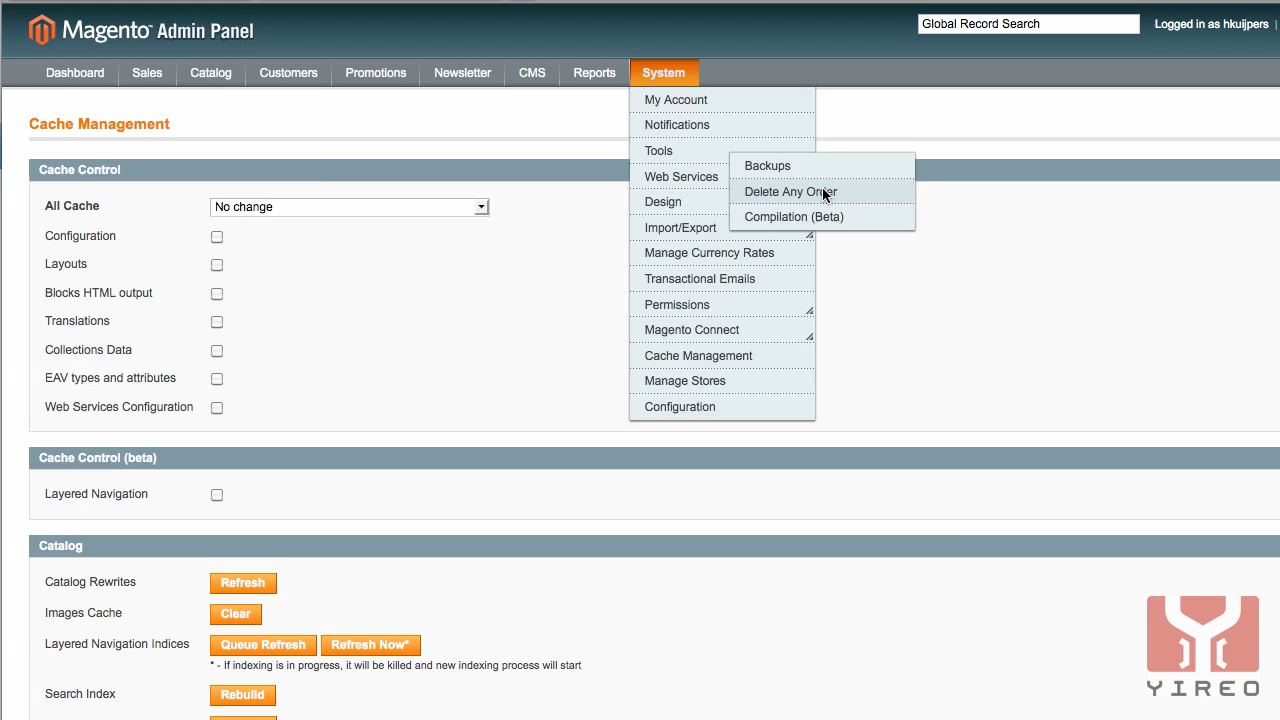 Magento™ Admin Panel
Global Record Search
Logged in as hkuijpers
Dashboard Sales Catalog Customers Promotions Newsletter CMS Reports System
My Account
Notifications
Tools
Web Services
Design
Import/Export
Manage Currency Rates
Transactional Emails
Permissions
Magento Connect
Cache Management
Manage Stores
Configuration
Backups
Delete Any Order
Compilation (Beta)
Cache Management
Cache Control
All Cache No change
Configuration
Layouts
Blocks HTML output
Translations
Collections Data
EAV types and attributes
Web Services Configuration
Cache Control (beta)
Layered Navigation
Catalog
Catalog Rewrites Refresh
Images Cache Clear
Layered Navigation Indices Queue Refresh Refresh Now*
* - If indexing is in progress, it will be killed and new indexing process will start
Search Index Rebuild
YIREO